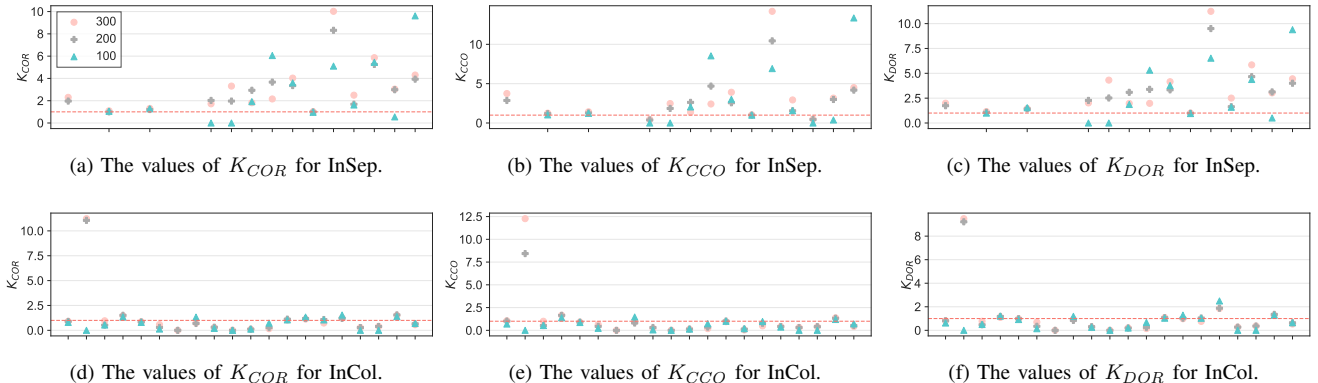 10
8
6
4
2
0
K_COR
300
200
100
(a) The values of K_COR for InSep.
10
5
0
K_CCO
(b) The values of K_CCO for InSep.
10.0
7.5
5.0
2.5
0.0
K_DOR
(c) The values of K_DOR for InSep.
10.0
7.5
5.0
2.5
0.0
K_COR
(d) The values of K_COR for InCol.
12.5
10.0
7.5
5.0
2.5
0.0
K_CCO
(e) The values of K_CCO for InCol.
8
6
4
2
0
K_DOR
(f) The values of K_DOR for InCol.